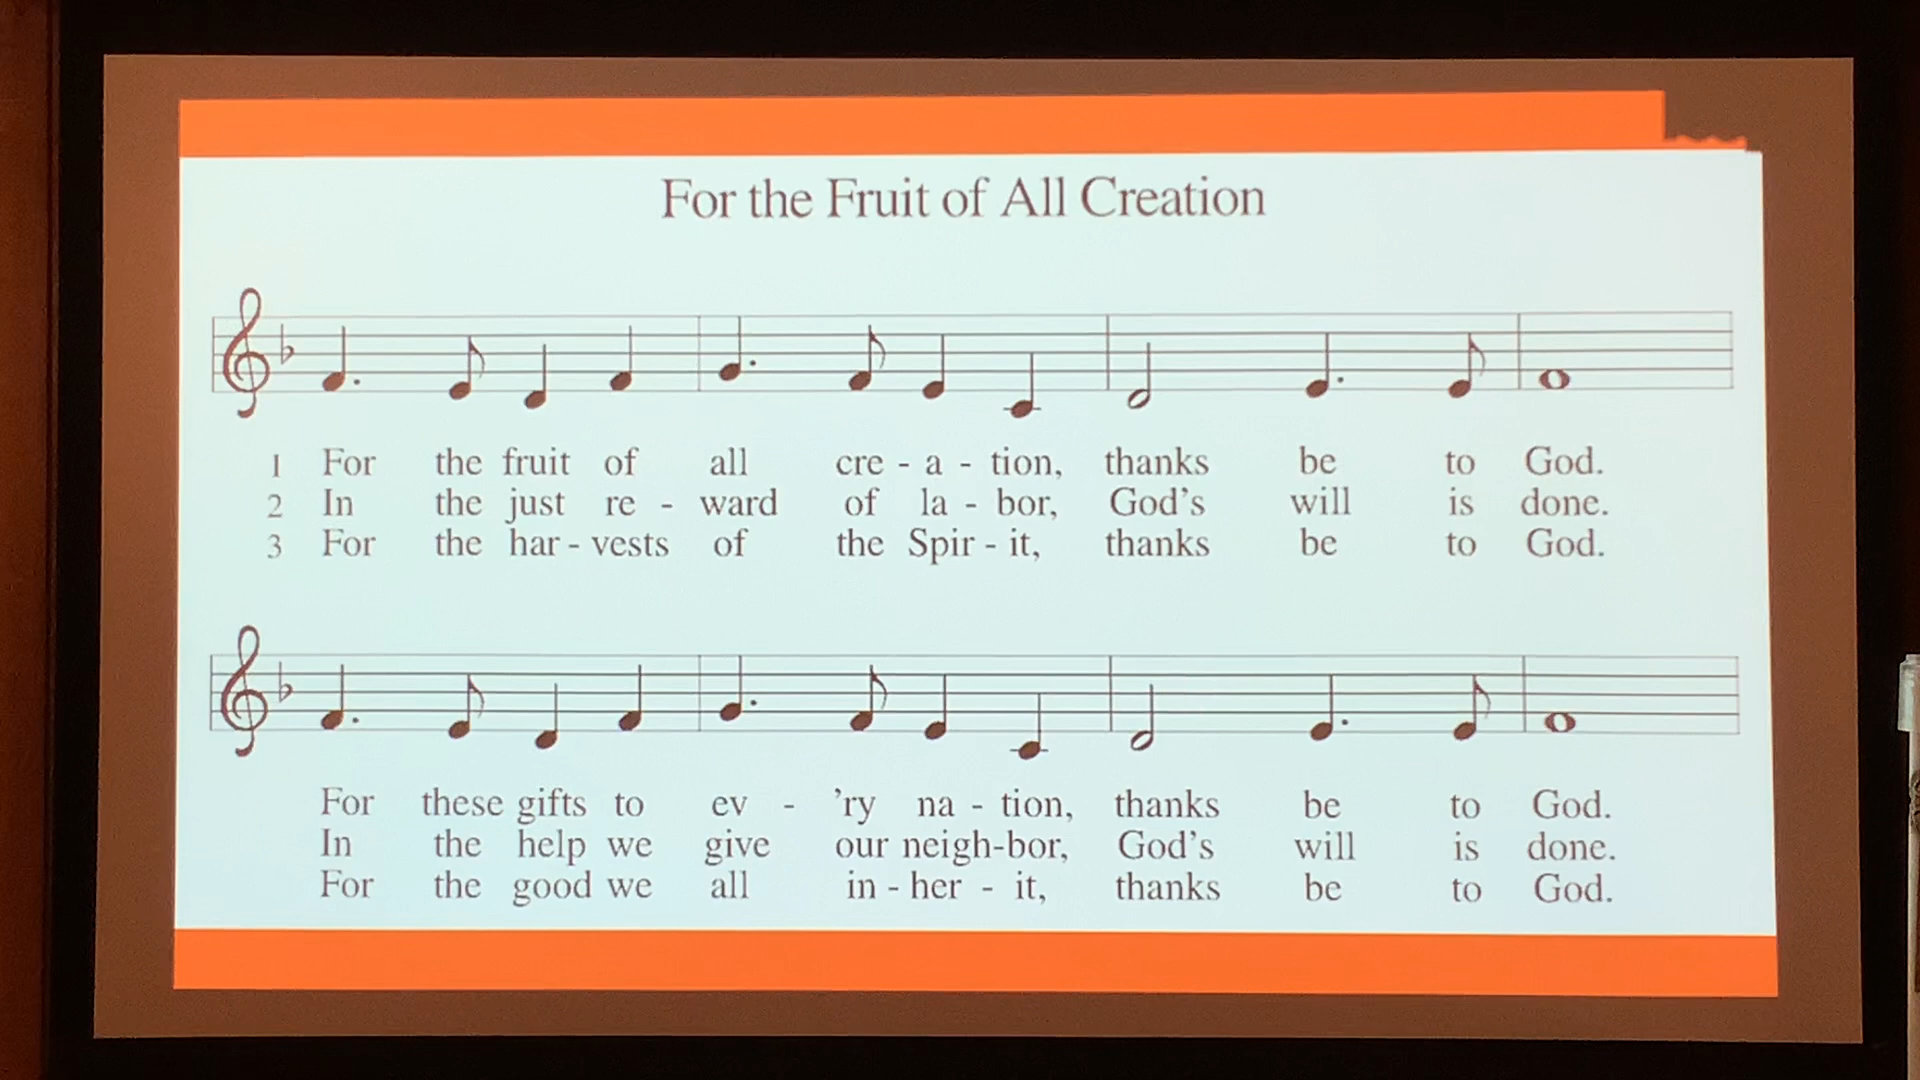 For the Fruit of All Creation
1 For the fruit of all cre - a - tion, thanks be to God.
2 In the just re - ward of la - bor, God's will is done.
3 For the har - vests of the Spir - it, thanks be to God.
For these gifts to ev - 'ry na - tion, thanks be to God.
In the help we give our neigh-bor, God's will is done.
For the good we all in - her - it, thanks be to God.